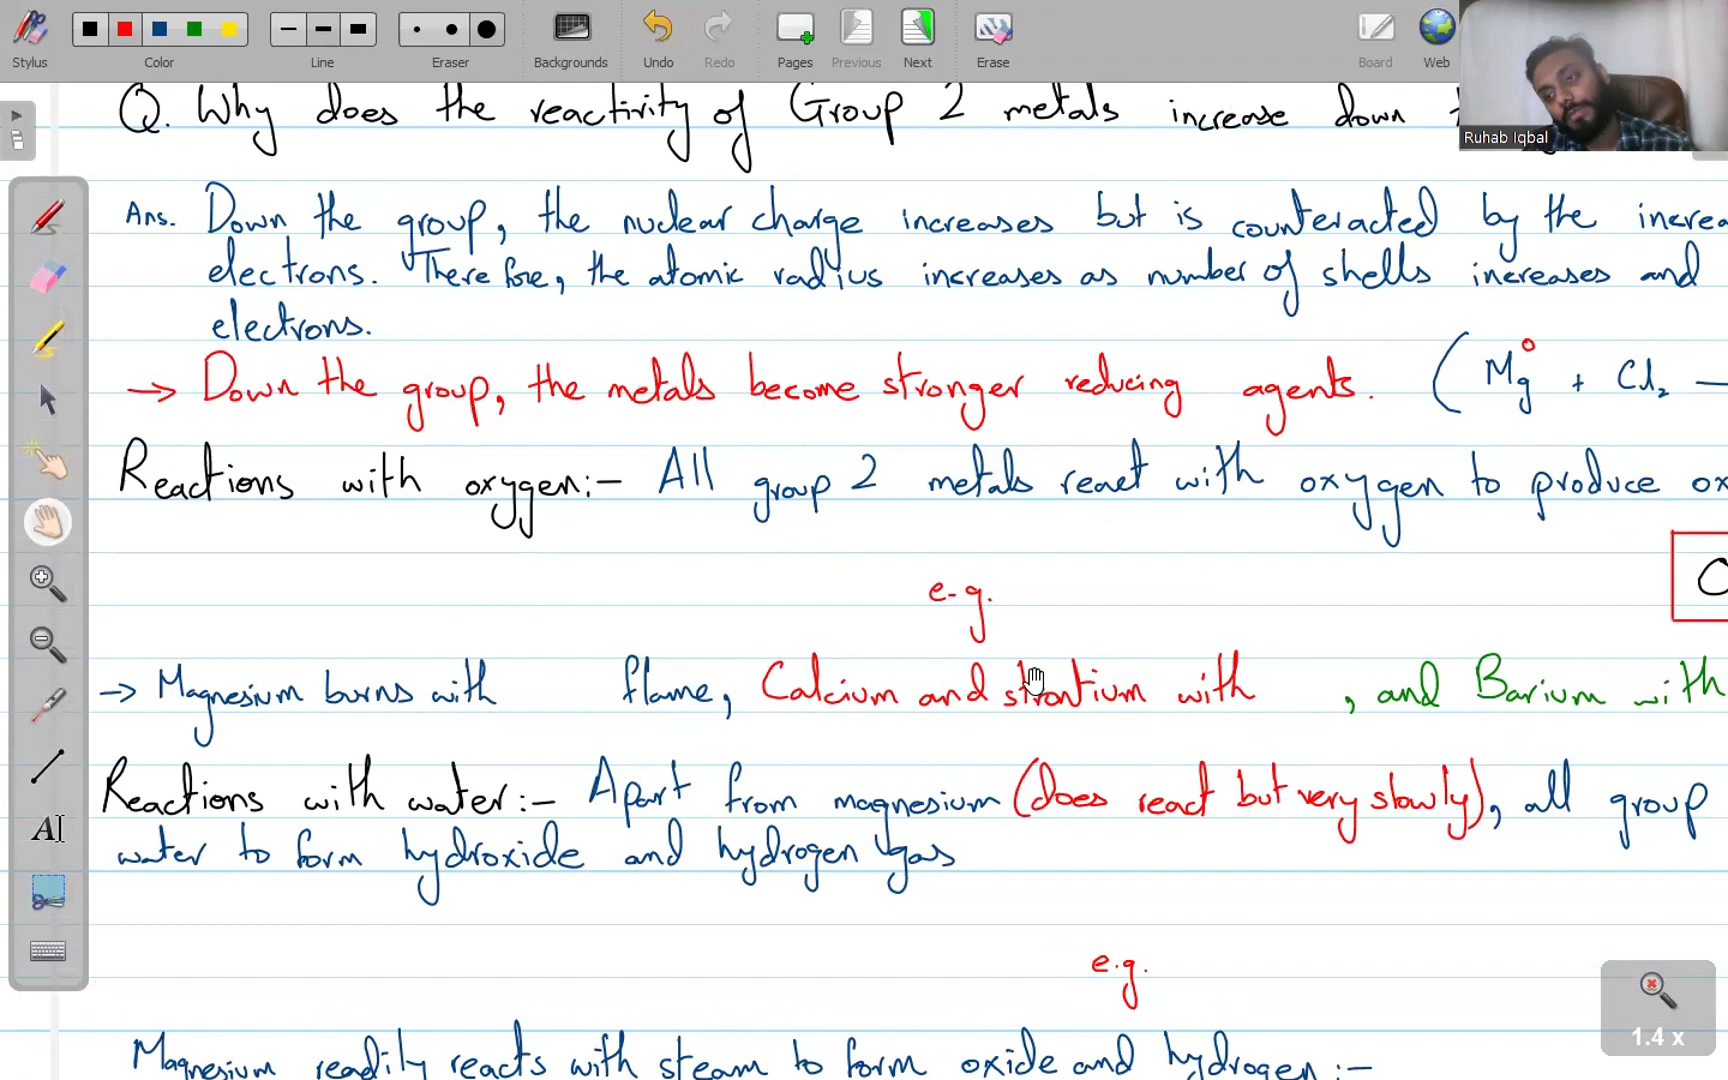 Stylus Color Line Eraser Backgrounds Undo Redo Pages Previous Next Erase Board Web
Ruhab Iqbal
Q. Why does the reactivity of Group 2 metals increase down
Ans. Down the group, the nuclear charge increases but is counteracted by the increa
electrons. Therefore, the atomic radius increases as number of shells increases and
electrons.
→ Down the group, the metals become stronger reducing agents. (Mg⁰ + Cl₂ —
Reactions with oxygen:- All group 2 metals react with oxygen to produce ox
e.g.
→ Magnesium burns with flame, Calcium and strontium with , and Barium with
Reactions with water:- Apart from magnesium (does react but very slowly), all group
water to form hydroxide and hydrogen gas
e.g.
Magnesium readily reacts with steam to form oxide and hydrogen:-
1.4 x